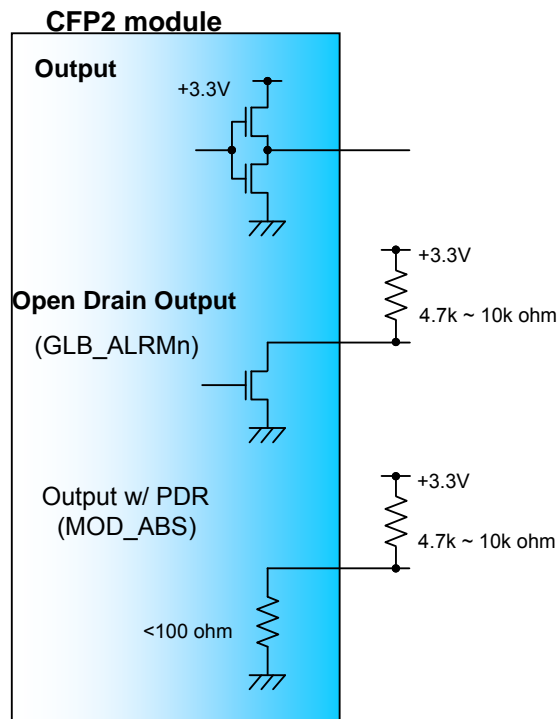 CFP2 module
Output
+3.3V
+3.3V
4.7k ~ 10k ohm
Open Drain Output
(GLB_ALRMn)
+3.3V
4.7k ~ 10k ohm
Output w/ PDR
(MOD_ABS)
<100 ohm